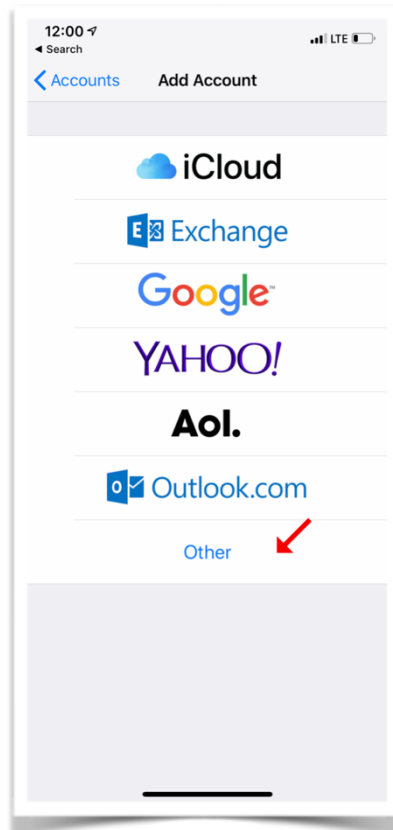 12:00
LTE
◀ Search
Accounts
Add Account
iCloud
E Exchange
Google
YAHOO!
Aol.
o Outlook.com
Other